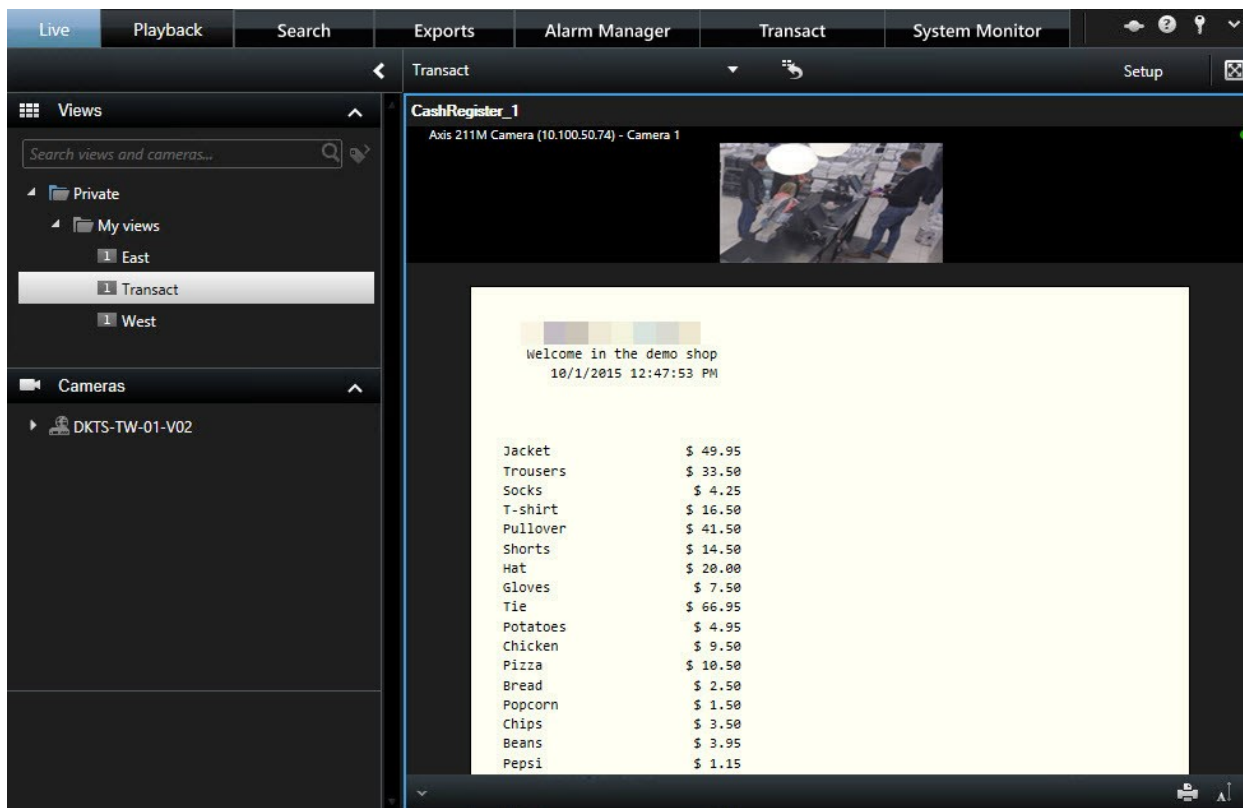 Live Playback Search Exports Alarm Manager Transact System Monitor
Transact Setup
Views
Search views and cameras...
Private
My views
1 East
1 Transact
1 West
Cameras
DKTS-TW-01-V02
CashRegister_1
Axis 211M Camera (10.100.50.74) - Camera 1
Welcome in the demo shop
10/1/2015 12:47:53 PM
Jacket $ 49.95
Trousers $ 33.50
Socks $ 4.25
T-shirt $ 16.50
Pullover $ 41.50
Shorts $ 14.50
Hat $ 20.00
Gloves $ 7.50
Tie $ 66.95
Potatoes $ 4.95
Chicken $ 9.50
Pizza $ 10.50
Bread $ 2.50
Popcorn $ 1.50
Chips $ 3.50
Beans $ 3.95
Pepsi $ 1.15
A